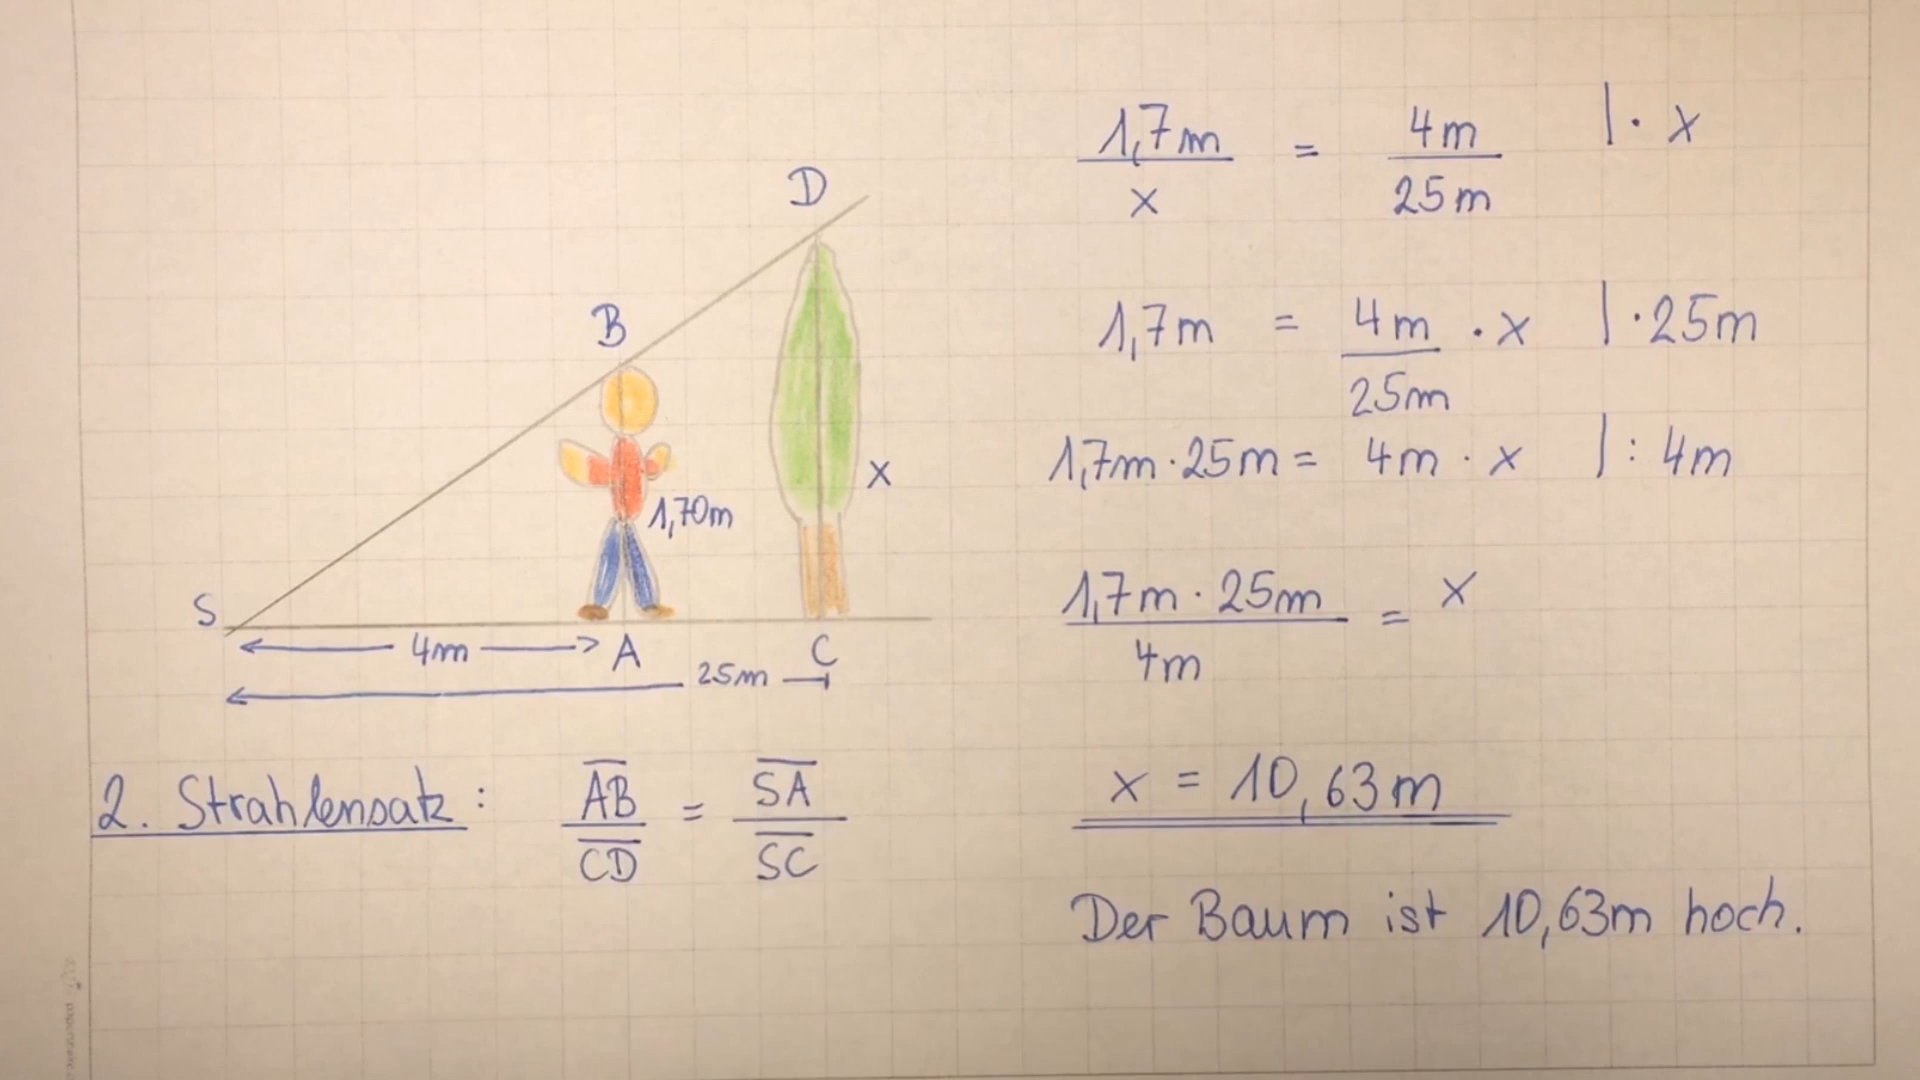 D
B
x
1,70m
S
4m
A
C
25m
2. Strahlensatz: AB/CD = SA/SC
1,7m/x = 4m/25m |· x
1,7m = 4m/25m · x |· 25m
1,7m · 25m = 4m · x |: 4m
1,7m · 25m/4m = x
x = 10,63m
Der Baum ist 10,63m hoch.